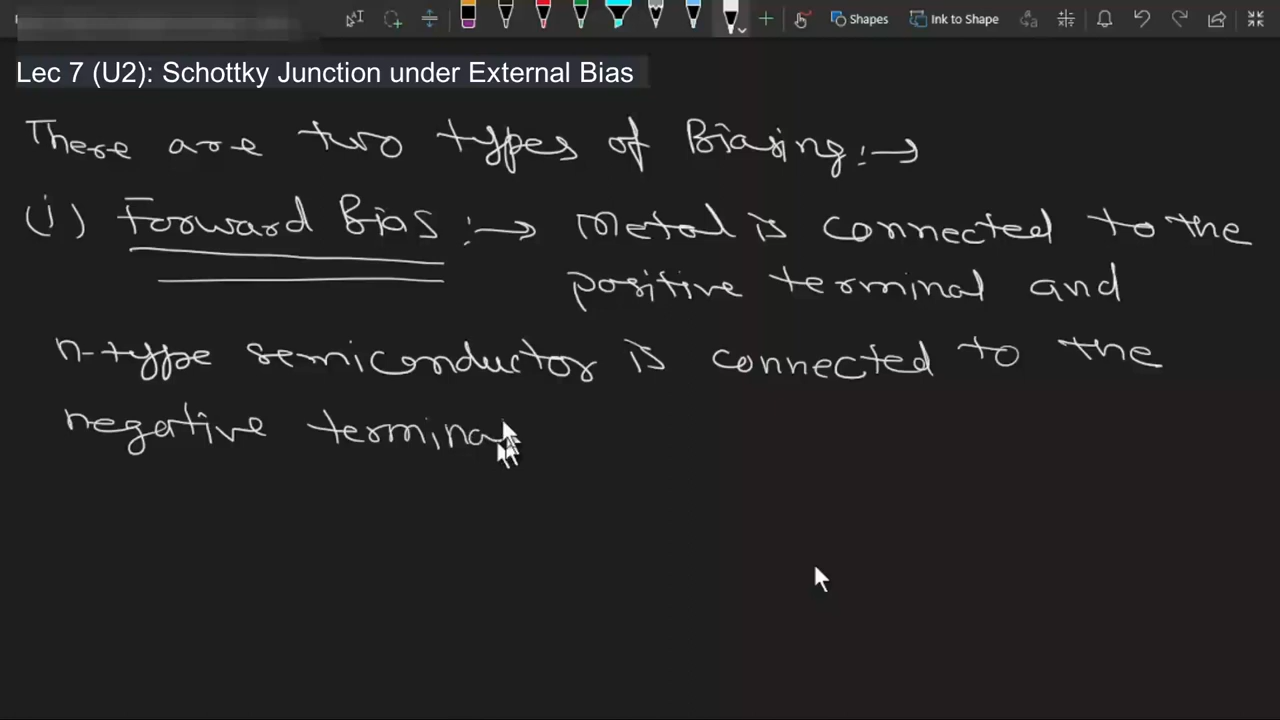 Shapes
Ink to Shape
Lec 7 (U2): Schottky Junction under External Bias
There are two types of Biasing:→
(i) Forward Bias :→ Metal is connected to the
positive terminal and
n-type semiconductor is connected to the
negative termina